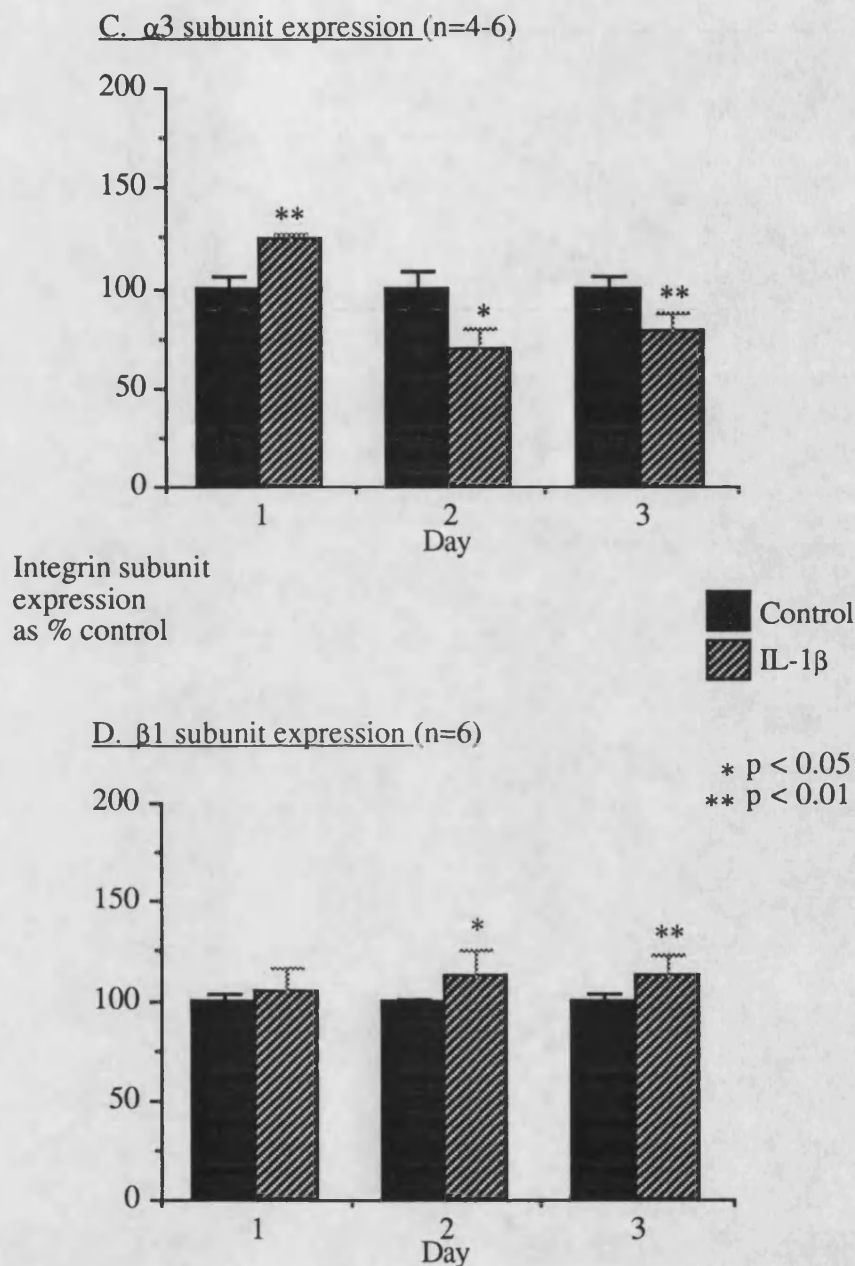 C. α3 subunit expression (n=4-6)
200
150
100
50
0
**
*
**
1
2
3
Day
Integrin subunit
expression
as % control
Control
IL-1β
D. β1 subunit expression (n=6)
* p < 0.05
** p < 0.01
200
150
100
50
0
*
**
1
2
3
Day